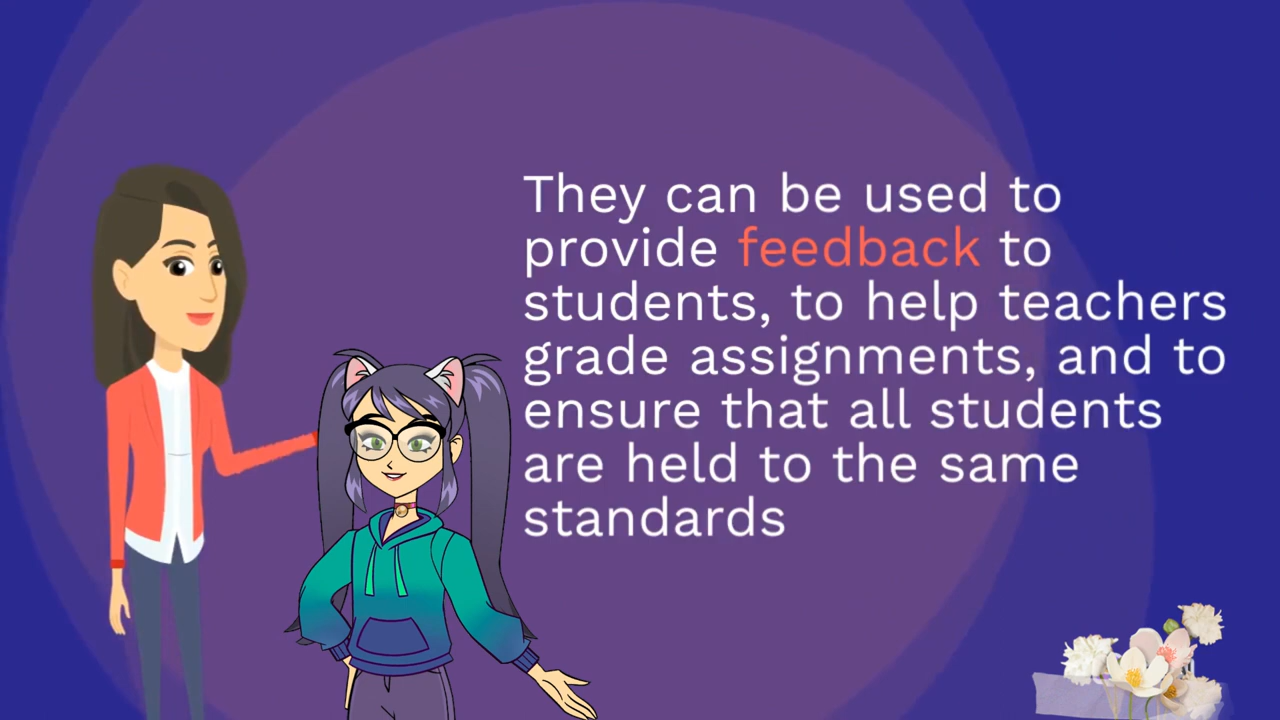 They can be used to
provide feedback to
students, to help teachers
grade assignments, and to
ensure that all students
are held to the same
standards